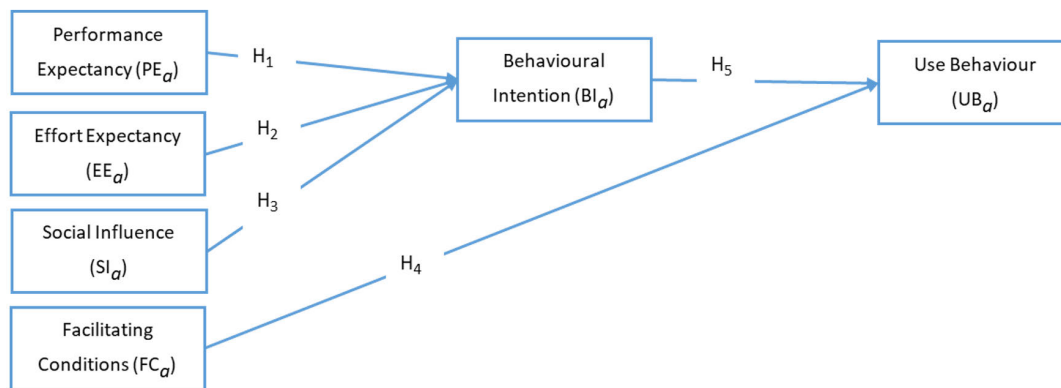 Performance
Expectancy (PEa)
H1
Behavioural
Intention (BIa)
H5
Use Behaviour
(UBa)
Effort Expectancy
(EEa)
H2
Social Influence
(SIa)
H3
H4
Facilitating
Conditions (FCa)